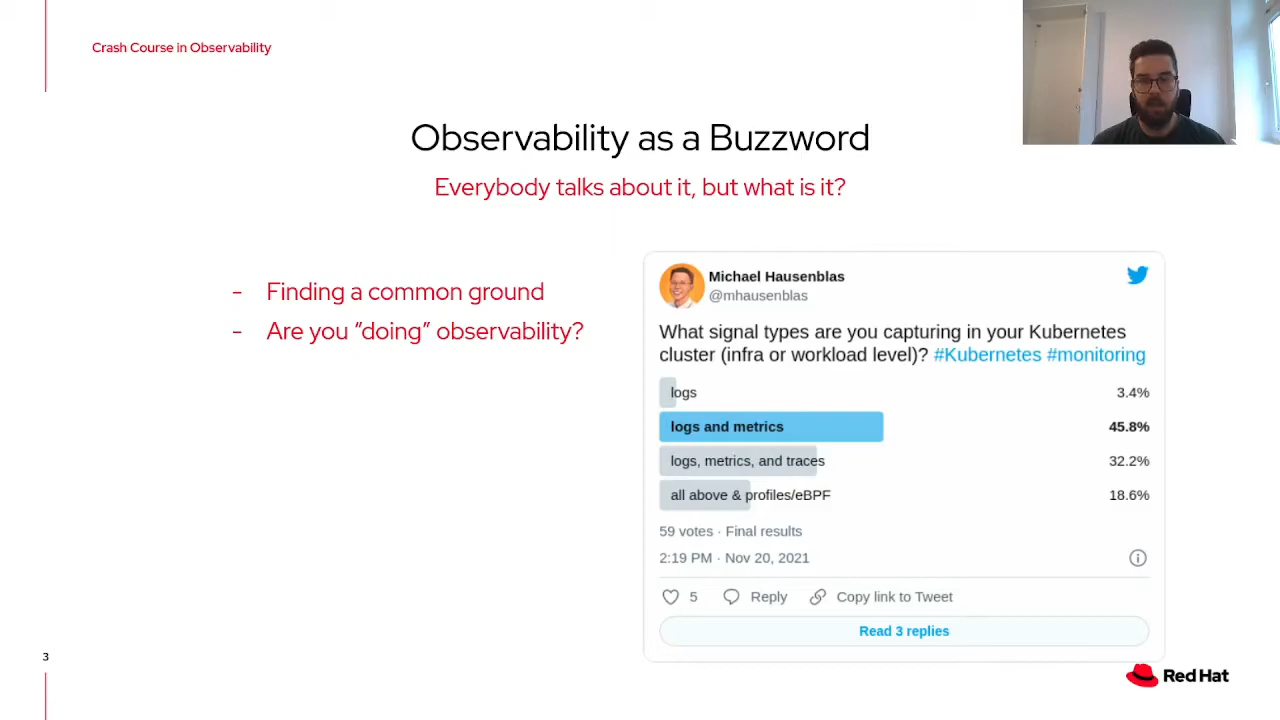 Crash Course in Observability
Observability as a Buzzword
Everybody talks about it, but what is it?
- Finding a common ground
- Are you “doing” observability?
Michael Hausenblas
@mhausenblas
What signal types are you capturing in your Kubernetes
cluster (infra or workload level)? #Kubernetes #monitoring
logs 3.4%
logs and metrics 45.8%
logs, metrics, and traces 32.2%
all above & profiles/eBPF 18.6%
59 votes · Final results
2:19 PM · Nov 20, 2021
5 Reply Copy link to Tweet
Read 3 replies
3
Red Hat